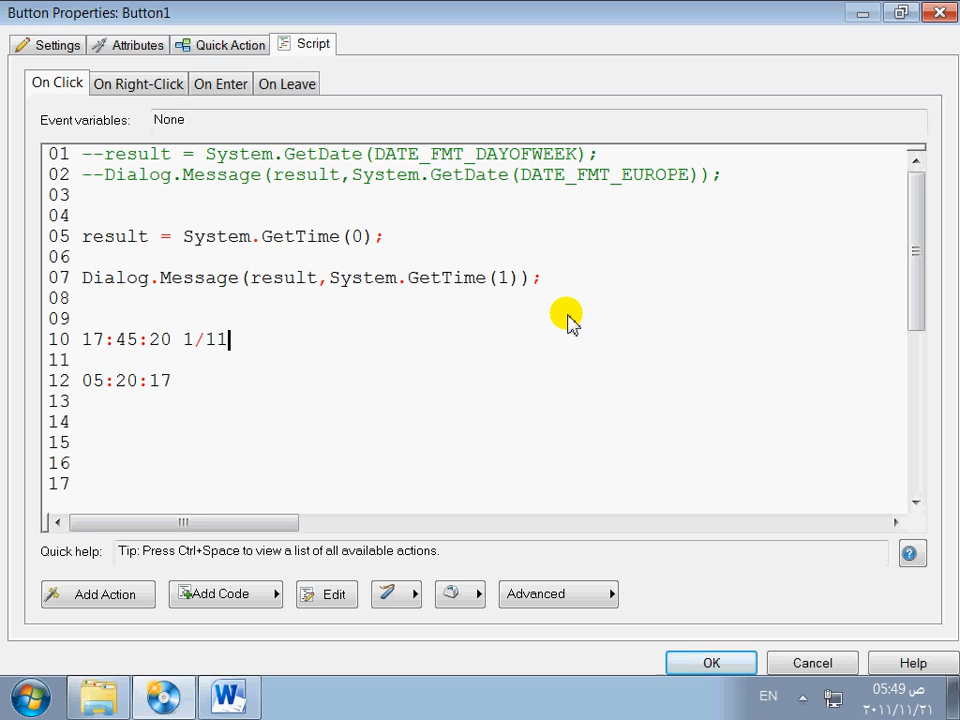 Button Properties: Button1
Settings Attributes Quick Action Script
On Click On Right-Click On Enter On Leave
Event variables: None
01 --result = System.GetDate(DATE_FMT_DAYOFWEEK);
02 --Dialog.Message(result,System.GetDate(DATE_FMT_EUROPE));
03
04
05 result = System.GetTime(0);
06
07 Dialog.Message(result,System.GetTime(1));
08
09
10 17:45:20 1/11
11
12 05:20:17
13
14
15
16
17
Quick help: Tip: Press Ctrl+Space to view a list of all available actions.
Add Action Add Code Edit Advanced
OK Cancel Help
EN
05:49 ص
٢٠١١/١١/٢١